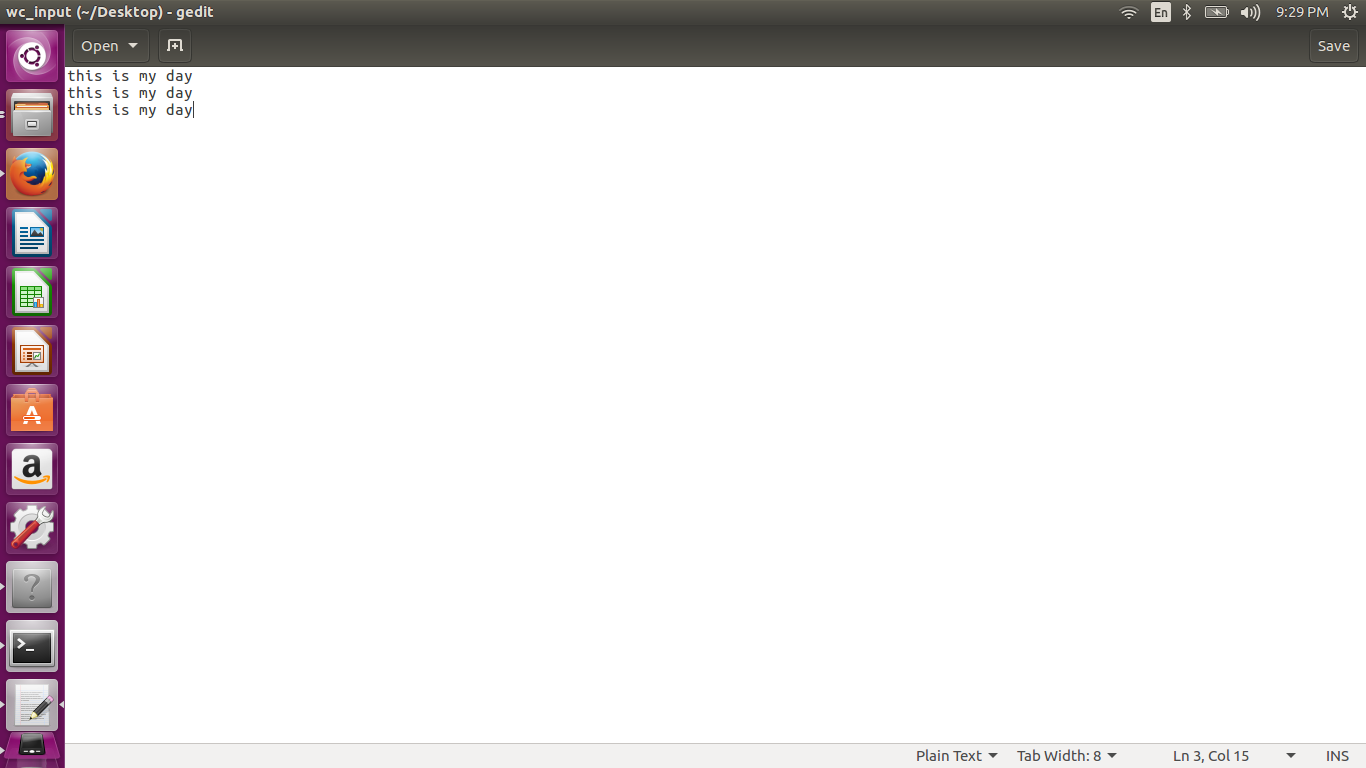 wc_input (~/Desktop) - gedit
En
9:29 PM
Open
Save
this is my day
this is my day
this is my day
Plain Text
Tab Width: 8
Ln 3, Col 15
INS